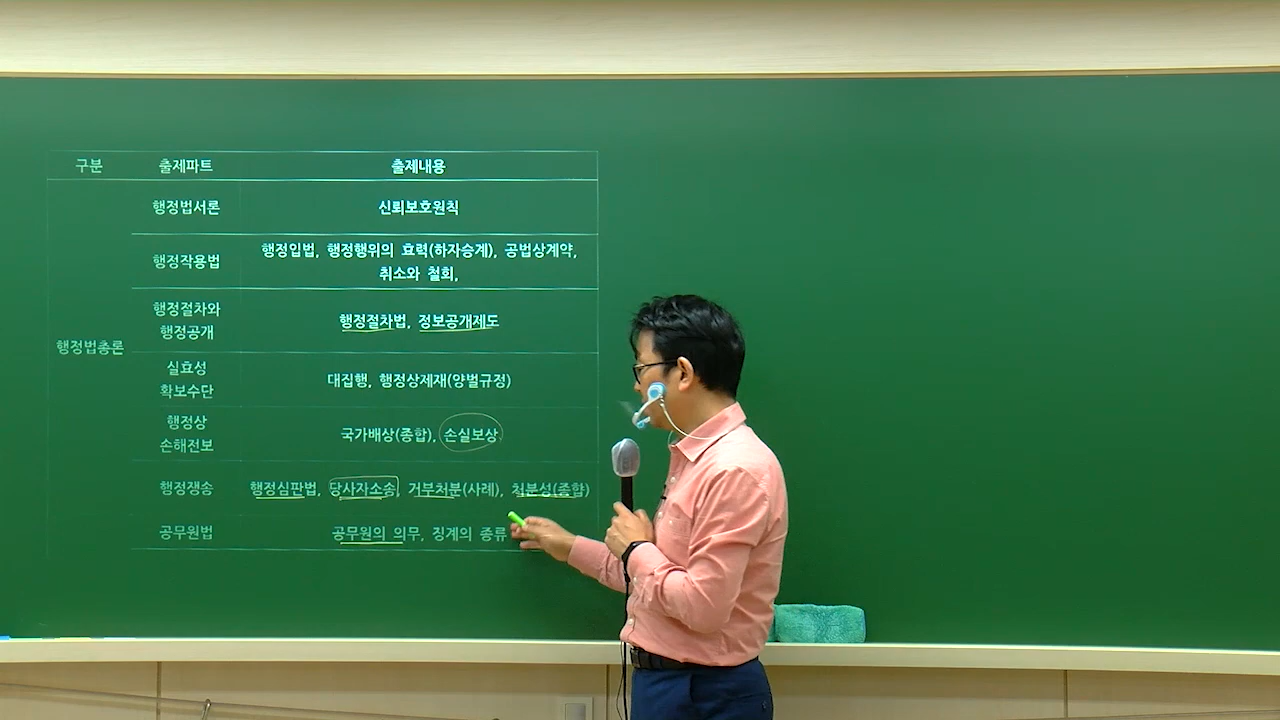 구분 출제파트 출제내용
행정법총론
행정법서론 신뢰보호원칙
행정작용법 행정입법, 행정행위의 효력(하자승계), 공법상계약,
취소와 철회,
행정절차와
행정공개 행정절차법, 정보공개제도
실효성
확보수단 대집행, 행정상제재(양벌규정)
행정상
손해전보 국가배상(종합), 손실보상
행정쟁송 행정심판법, 당사자소송, 거부처분(사례), 처분성(종합)
공무원법 공무원의 의무, 징계의 종류